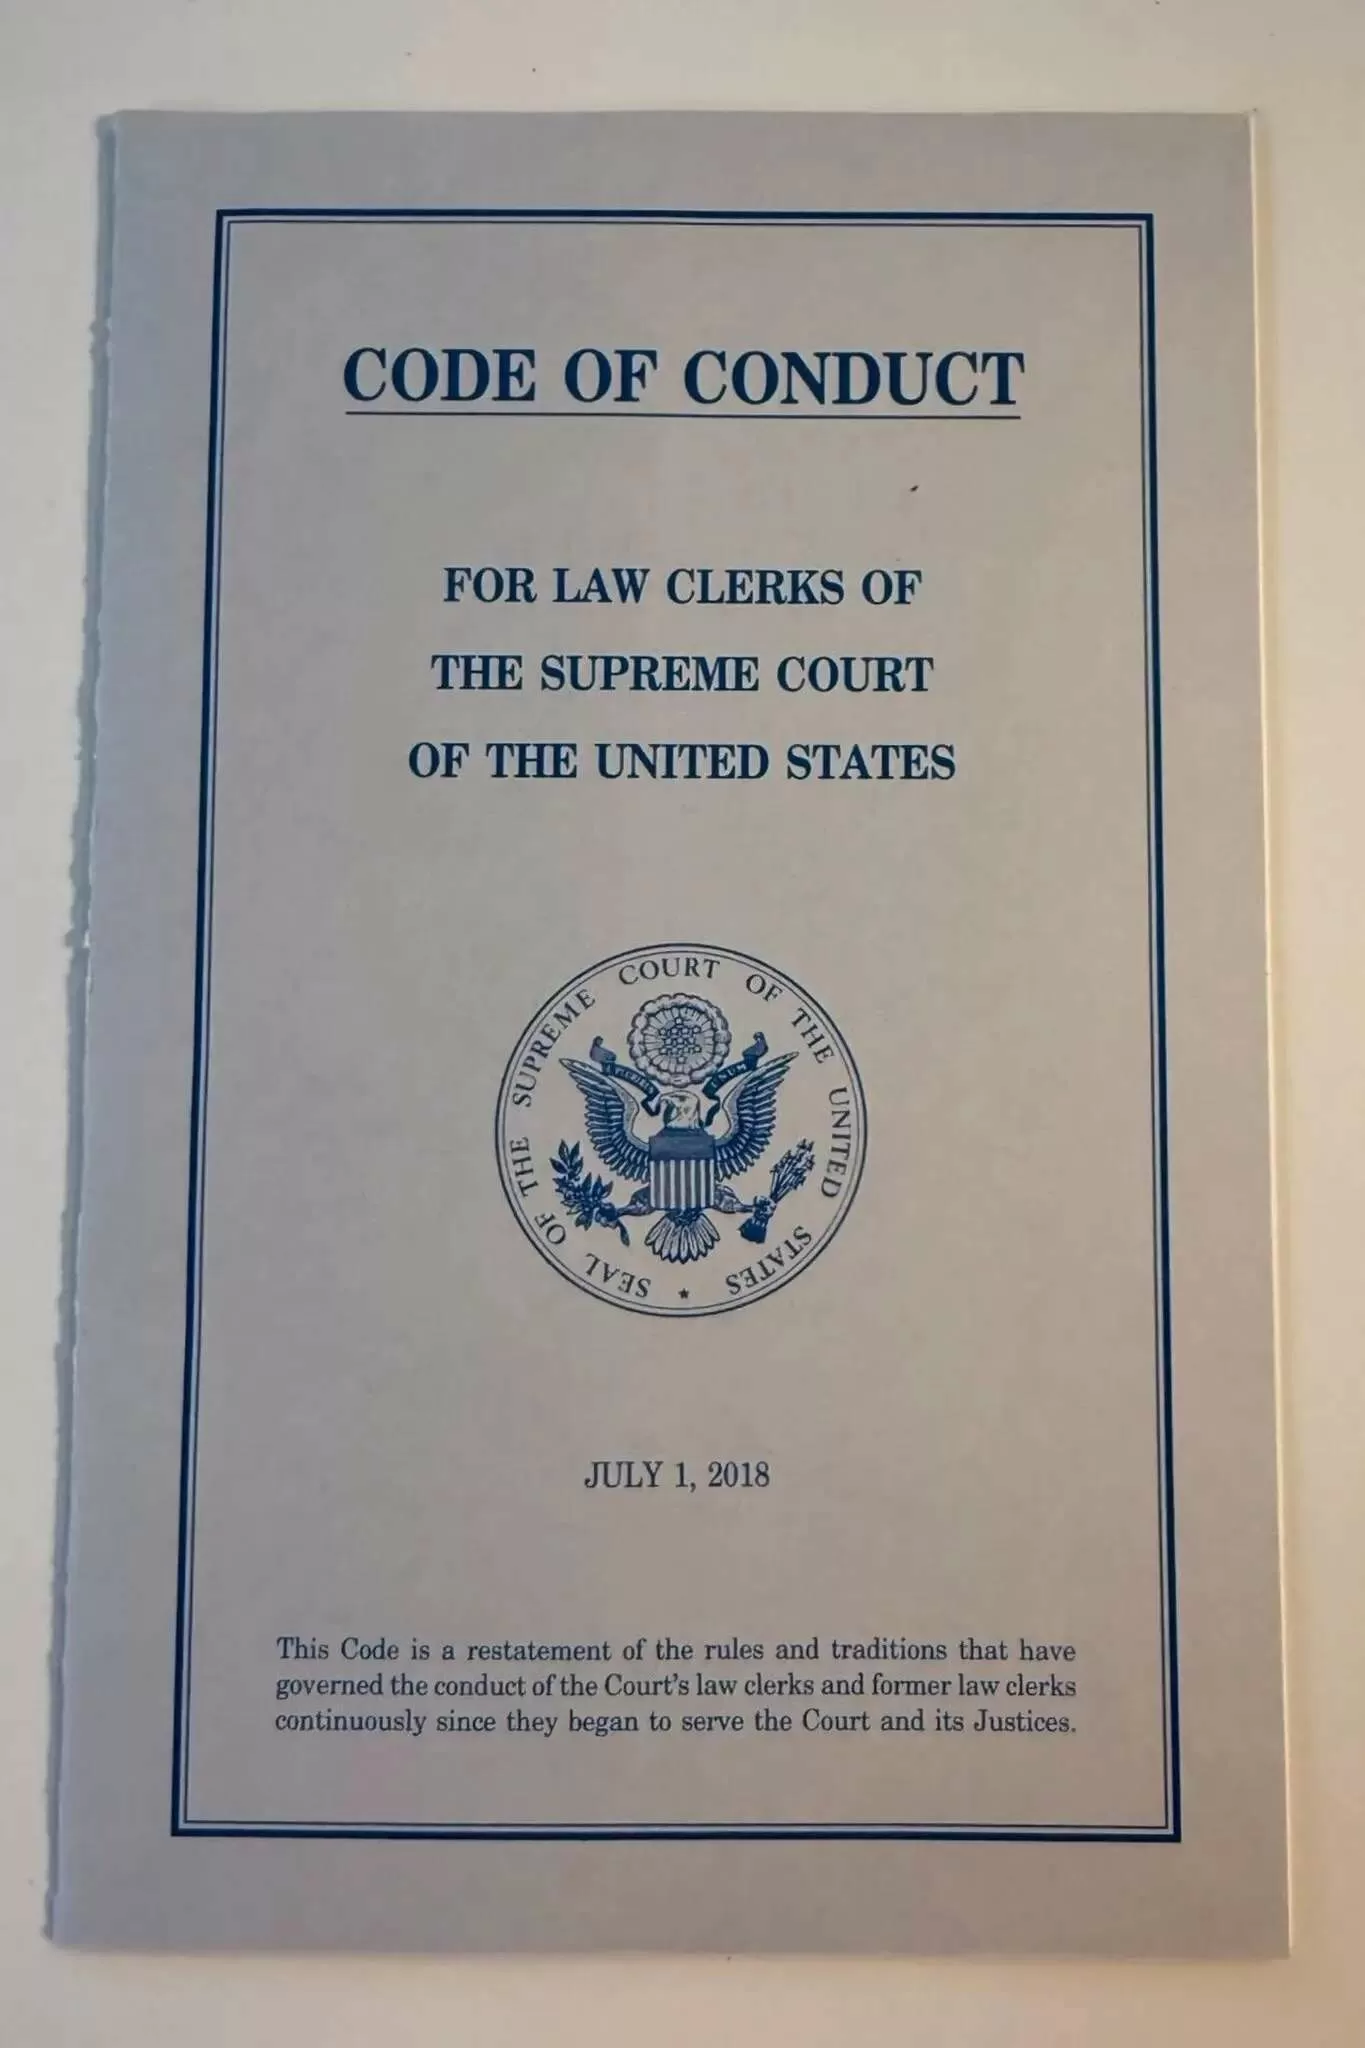 CODE OF CONDUCT
FOR LAW CLERKS OF
THE SUPREME COURT
OF THE UNITED STATES
SEAL OF THE SUPREME COURT OF THE UNITED STATES
UNUM
JULY 1, 2018
This Code is a restatement of the rules and traditions that have
governed the conduct of the Court's law clerks and former law clerks
continuously since they began to serve the Court and its Justices.